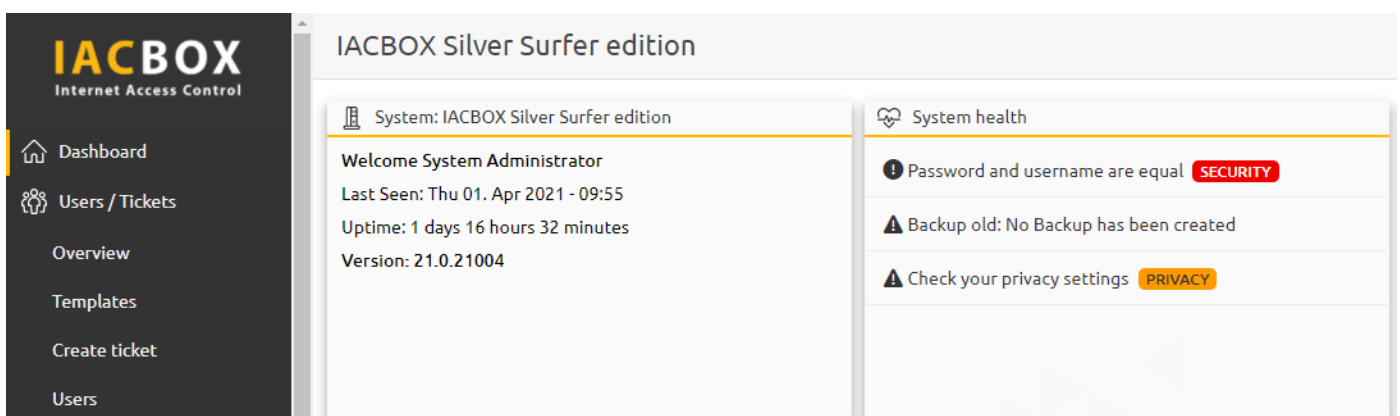 IACBOX
Internet Access Control
Dashboard
Users / Tickets
Overview
Templates
Create ticket
Users
IACBOX Silver Surfer edition
System: IACBOX Silver Surfer edition
Welcome System Administrator
Last Seen: Thu 01. Apr 2021 - 09:55
Uptime: 1 days 16 hours 32 minutes
Version: 21.0.21004
System health
Password and username are equal SECURITY
Backup old: No Backup has been created
Check your privacy settings PRIVACY